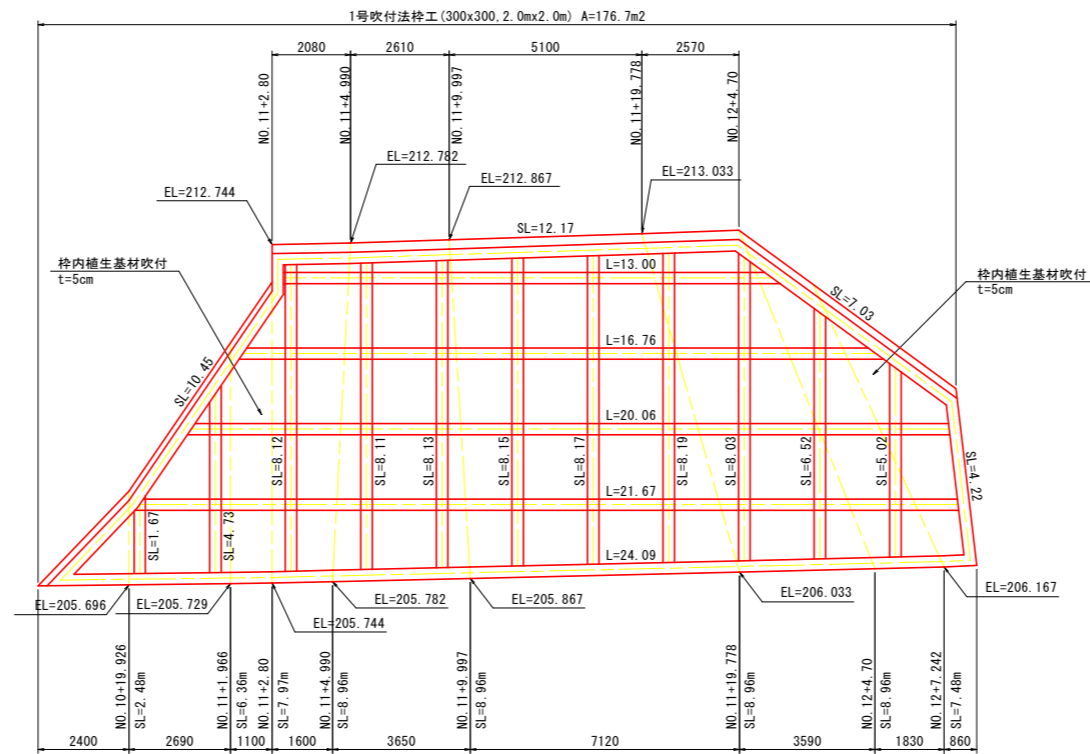 1号吹付法枠工(300x300, 2.0mx2.0m) A=176.7m2
2080
2610
5100
2570
NO.11+2.80
NO.11+4.990
NO.11+9.997
NO.11+19.778
NO.12+4.70
EL=212.744
EL=212.782
EL=212.867
EL=213.033
SL=12.17
枠内植生基材吹付
t=5cm
枠内植生基材吹付
t=5cm
L=13.00
SL=7.03
L=16.76
SL=10.45
L=20.06
SL=8.12
SL=8.11
SL=8.13
SL=8.15
SL=8.17
SL=8.19
SL=8.03
SL=6.52
SL=5.02
SL=4.22
L=21.67
SL=1.67
SL=4.73
L=24.09
EL=205.696
EL=205.729
EL=205.744
EL=205.782
EL=205.867
EL=206.033
EL=206.167
NO.10+19.926
SL=2.48m
NO.11+1.966
SL=6.36m
NO.11+2.80
SL=7.97m
NO.11+4.990
SL=8.96m
NO.11+9.997
SL=8.96m
NO.11+19.778
SL=8.96m
NO.12+4.70
SL=8.96m
NO.12+7.242
SL=7.48m
2400
2690
1100
1600
3650
7120
3590
1830
860